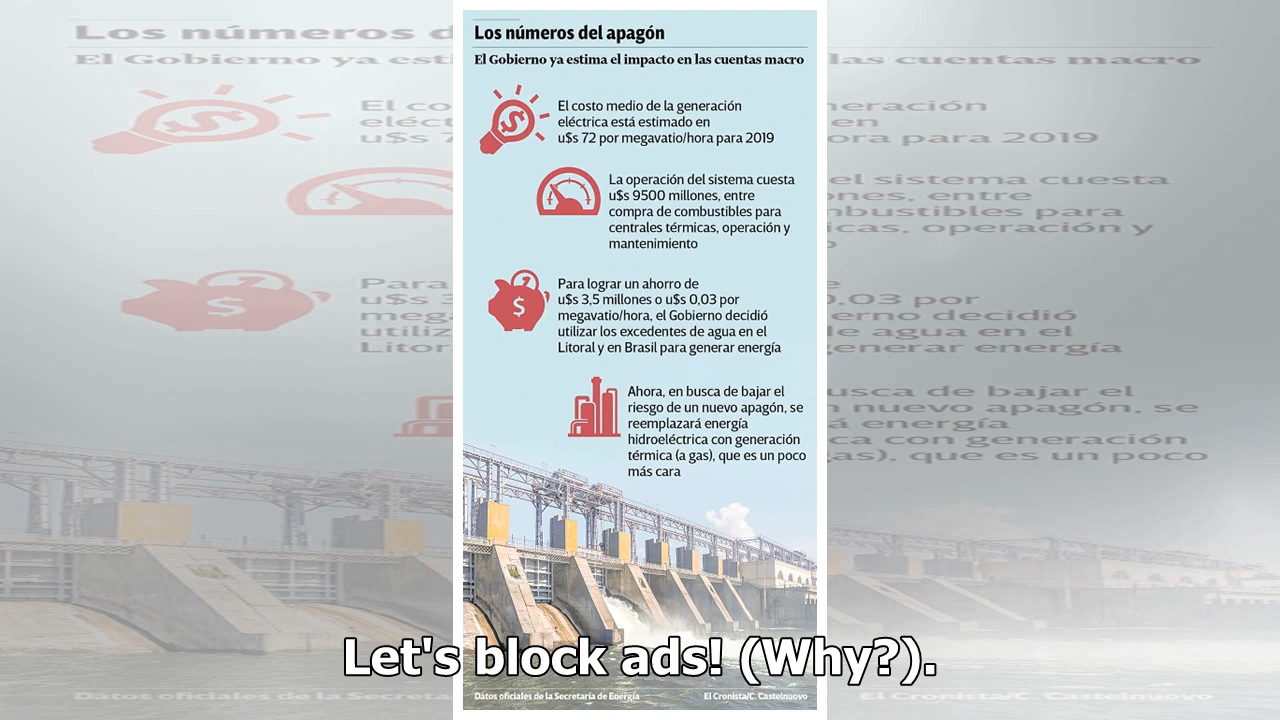 Los números del apagón
El Gobierno ya estima el impacto en las cuentas macro
El costo medio de la generación
eléctrica está estimado en
u$s 72 por megavatio/hora para 2019
La operación del sistema cuesta
u$s 9500 millones, entre
compra de combustibles para
centrales térmicas, operación y
mantenimiento
Para lograr un ahorro de
u$s 3,5 millones o u$s 0,03 por
megavatio/hora, el Gobierno decidió
utilizar los excedentes de agua en el
Litoral y en Brasil para generar energía
Ahora, en busca de bajar el
riesgo de un nuevo apagón, se
reemplazará energía
hidroeléctrica con generación
térmica (a gas), que es un poco
más cara
Let's block ads! (Why?).
Datos oficiales de la Secretaría de Energía
El Cronista/C. Castelnuovo